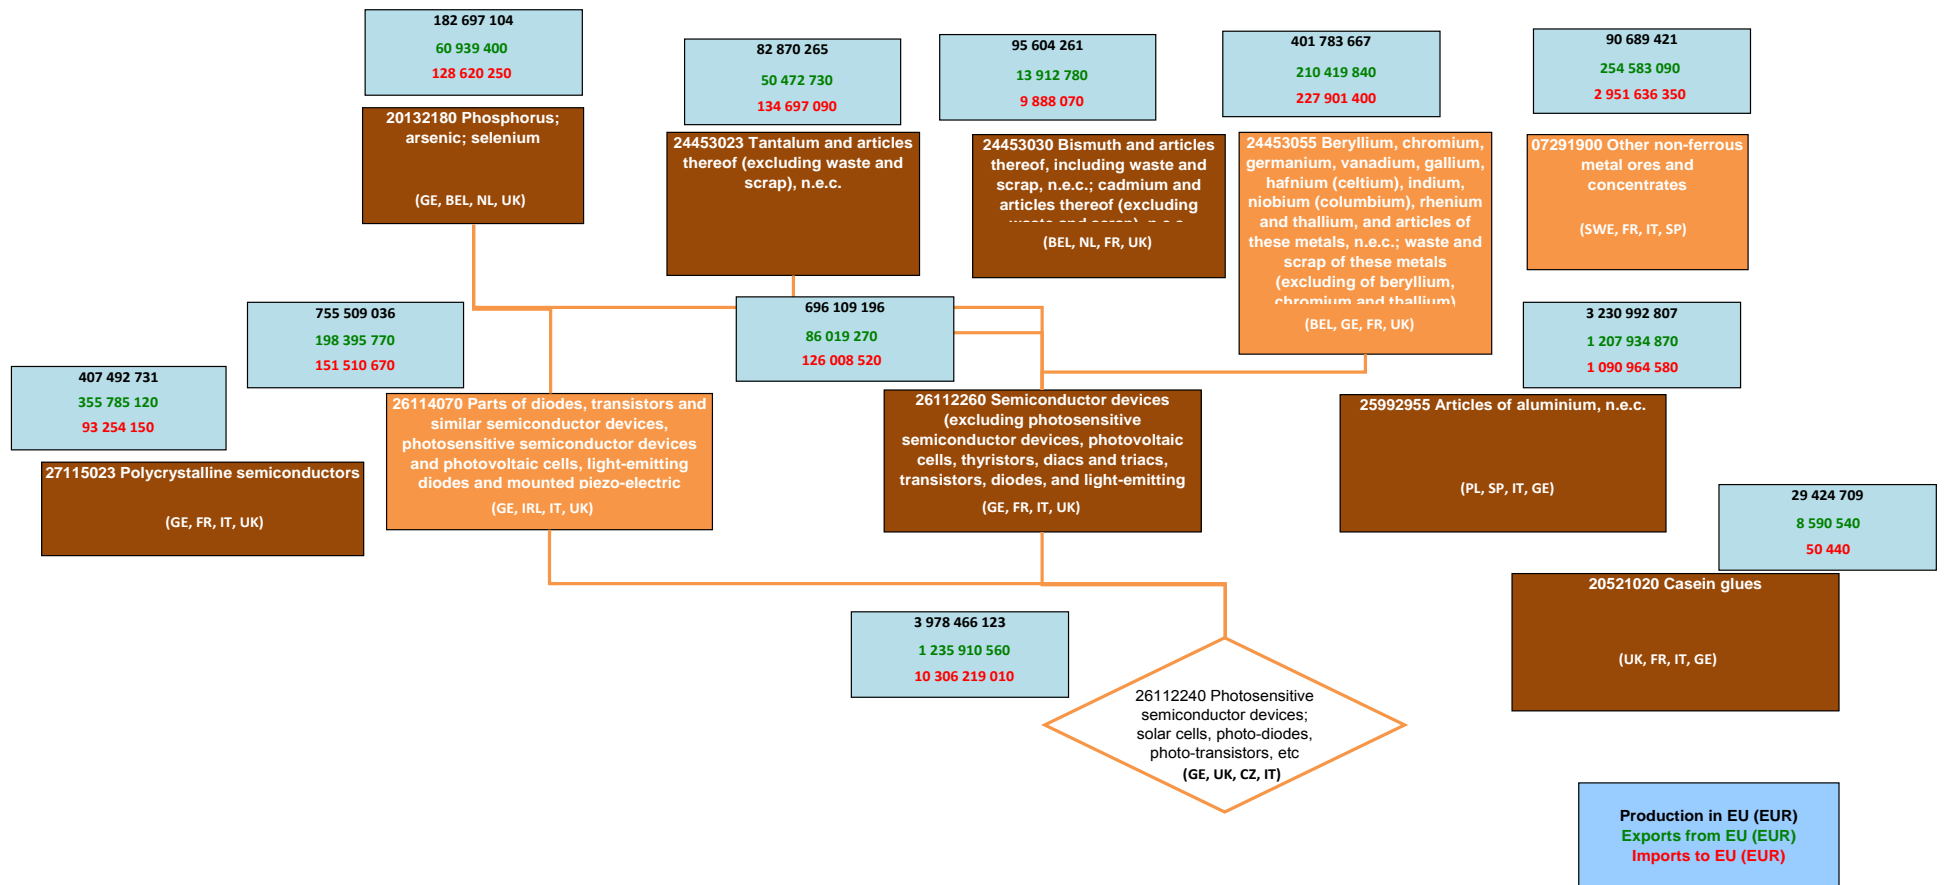 182 697 104
60 939 400
128 620 250
82 870 265
50 472 730
134 697 090
95 604 261
13 912 780
9 888 070
401 783 667
210 419 840
227 901 400
90 689 421
254 583 090
2 951 636 350
20132180 Phosphorus;
arsenic; selenium
(GE, BEL, NL, UK)
24453023 Tantalum and articles
thereof (excluding waste and
scrap), n.e.c.
24453030 Bismuth and articles
thereof, including waste and
scrap, n.e.c.; cadmium and
articles thereof (excluding
waste and scrap), n.e.c.
(BEL, NL, FR, UK)
24453055 Beryllium, chromium,
germanium, vanadium, gallium,
hafnium (celtium), indium,
niobium (columbium), rhenium
and thallium, and articles of
these metals, n.e.c.; waste and
scrap of these metals
(excluding of beryllium,
chromium and thallium)
(BEL, GE, FR, UK)
07291900 Other non-ferrous
metal ores and
concentrates
(SWE, FR, IT, SP)
755 509 036
198 395 770
151 510 670
696 109 196
86 019 270
126 008 520
3 230 992 807
1 207 934 870
1 090 964 580
407 492 731
355 785 120
93 254 150
27115023 Polycrystalline semiconductors
(GE, FR, IT, UK)
26114070 Parts of diodes, transistors and
similar semiconductor devices,
photosensitive semiconductor devices
and photovoltaic cells, light-emitting
diodes and mounted piezo-electric
(GE, IRL, IT, UK)
26112260 Semiconductor devices
(excluding photosensitive
semiconductor devices, photovoltaic
cells, thyristors, diacs and triacs,
transistors, diodes, and light-emitting
(GE, FR, IT, UK)
25992955 Articles of aluminium, n.e.c.
(PL, SP, IT, GE)
29 424 709
8 590 540
50 440
20521020 Casein glues
(UK, FR, IT, GE)
3 978 466 123
1 235 910 560
10 306 219 010
26112240 Photosensitive
semiconductor devices;
solar cells, photo-diodes,
photo-transistors, etc
(GE, UK, CZ, IT)
Production in EU (EUR)
Exports from EU (EUR)
Imports to EU (EUR)